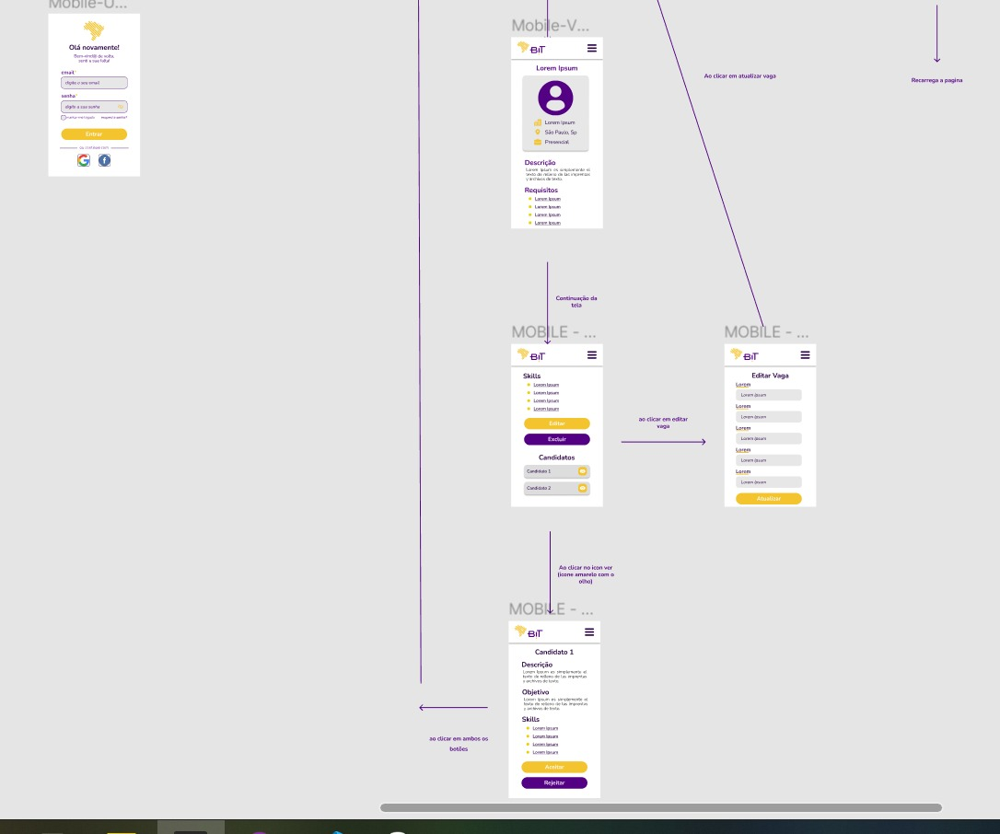 Mobile-U...
Olá novamente!
Bem-vind@ de volta,
senti a sua falta!
email*
digite o seu email
senha*
digite a sua senha
esqueci a senha?
Entrar
ou continuar com
Mobile-V...
BiT
Lorem Ipsum
Lorem Ipsum
São Paulo, Sp
Presencial
Descrição
Lorem Ipsum es simplemente el
texto de relleno de las imprentas
y archivos de texto.
Requisitos
Lorem Ipsum
Lorem Ipsum
Lorem Ipsum
Lorem Ipsum
Ao clicar em atualizar vaga
Recarrega a pagina
Continuação da
tela
MOBILE - ...
BiT
Skills
Lorem Ipsum
Lorem Ipsum
Lorem Ipsum
Lorem Ipsum
Editar
Excluir
Candidatos
Candidato 1
Candidato 2
ao clicar em editar
vaga
MOBILE - ...
BiT
Editar Vaga
Lorem
Lorem Ipsum
Lorem
Lorem Ipsum
Lorem
Lorem Ipsum
Lorem
Lorem Ipsum
Lorem
Lorem Ipsum
Atualizar
Ao clicar no icon ver
(icone amarelo com o
olho)
MOBILE - ...
BiT
Candidato 1
Descrição
Lorem Ipsum es simplemente el
texto de relleno de las imprentas
y archivos de texto.
Objetivo
Lorem Ipsum es simplemente el
texto de relleno de las imprentas
y archivos de texto.
Skills
Lorem Ipsum
Lorem Ipsum
Lorem Ipsum
Lorem Ipsum
Aceitar
Rejeitar
ao clicar em ambos os
botões